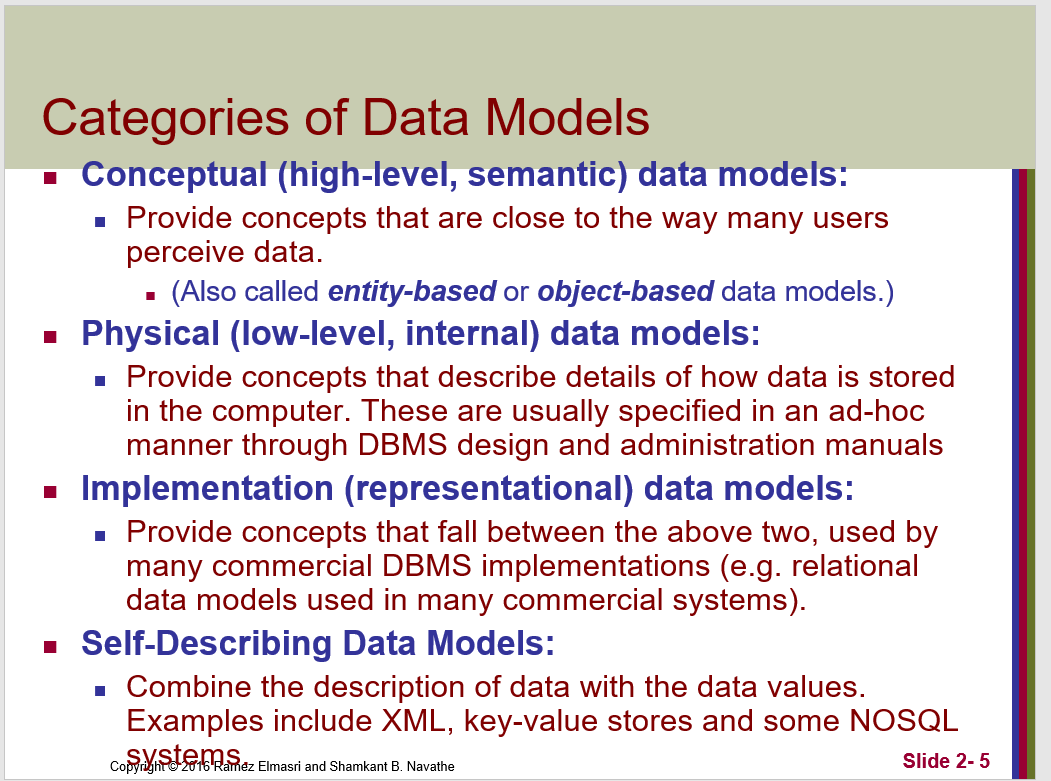 Categories of Data Models
Conceptual (high-level, semantic) data models:
Provide concepts that are close to the way many users
perceive data.
(Also called entity-based or object-based data models.)
Physical (low-level, internal) data models:
Provide concepts that describe details of how data is stored
in the computer. These are usually specified in an ad-hoc
manner through DBMS design and administration manuals
Implementation (representational) data models:
Provide concepts that fall between the above two, used by
many commercial DBMS implementations (e.g. relational
data models used in many commercial systems).
Self-Describing Data Models:
Combine the description of data with the data values.
Examples include XML, key-value stores and some NOSQL
systems.
Copyright © 2016 Ramez Elmasri and Shamkant B. Navathe
Slide 2- 5